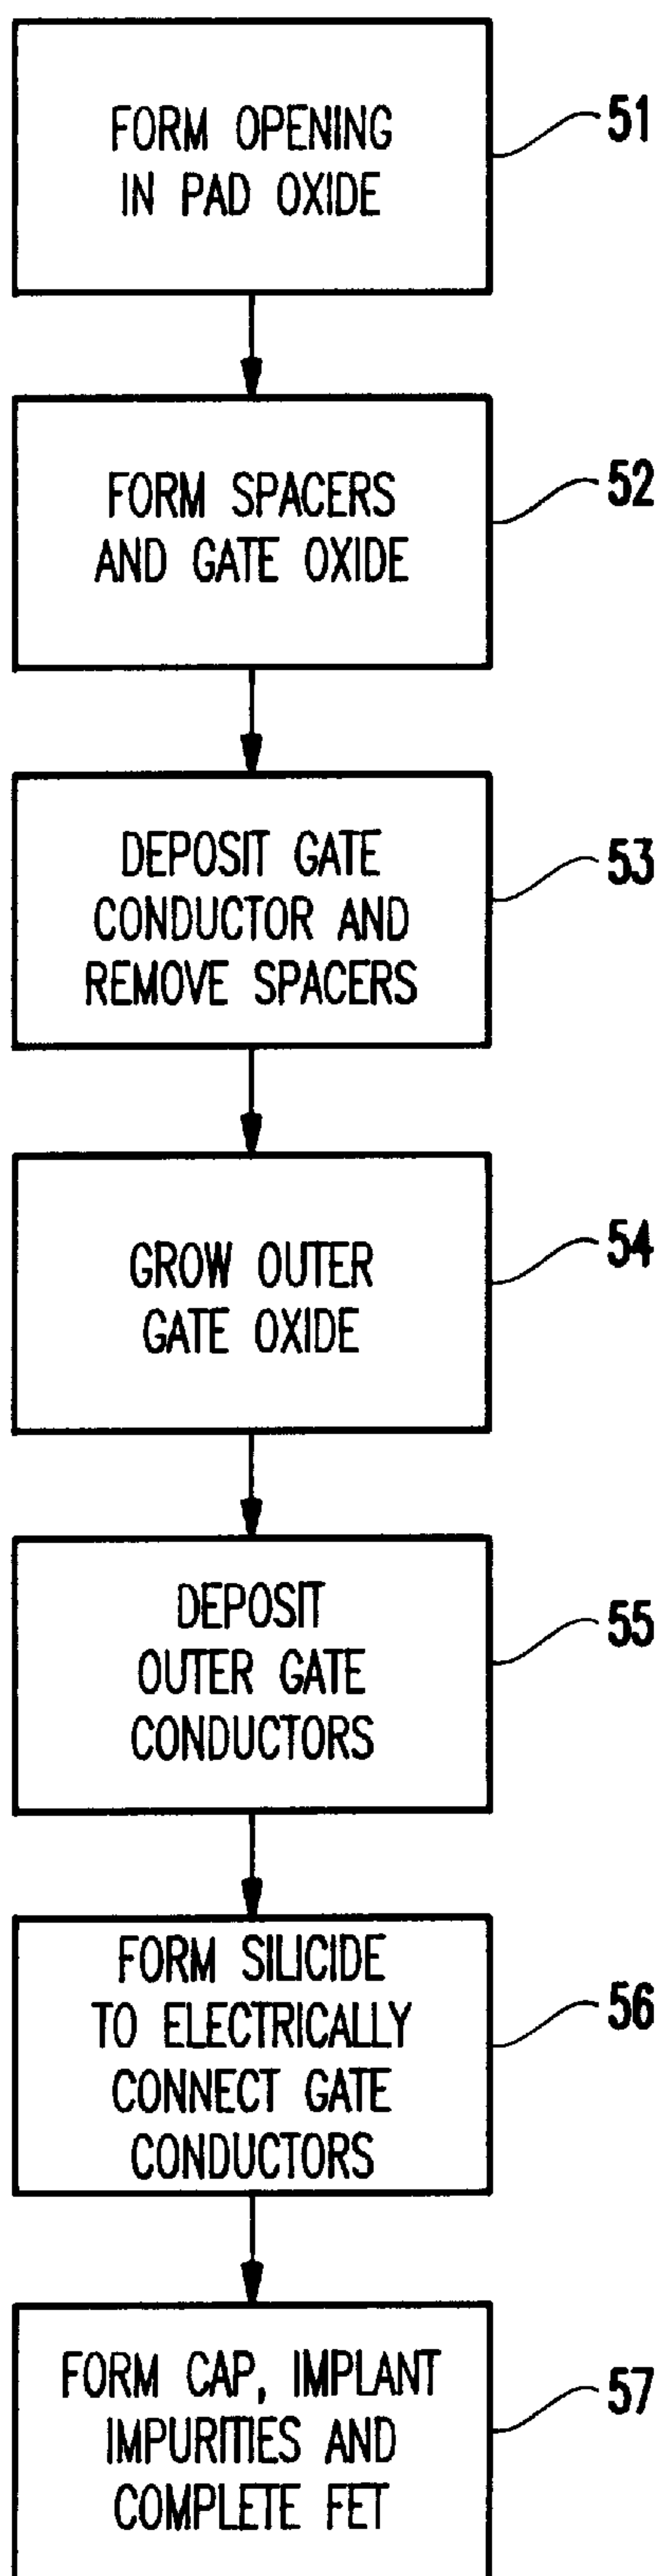 FORM OPENING
IN PAD OXIDE
51
FORM SPACERS
AND GATE OXIDE
52
DEPOSIT GATE
CONDUCTOR AND
REMOVE SPACERS
53
GROW OUTER
GATE OXIDE
54
DEPOSIT
OUTER GATE
CONDUCTORS
55
FORM SILICIDE
TO ELECTRICALLY
CONNECT GATE
CONDUCTORS
56
FORM CAP, IMPLANT
IMPURITIES AND
COMPLETE FET
57